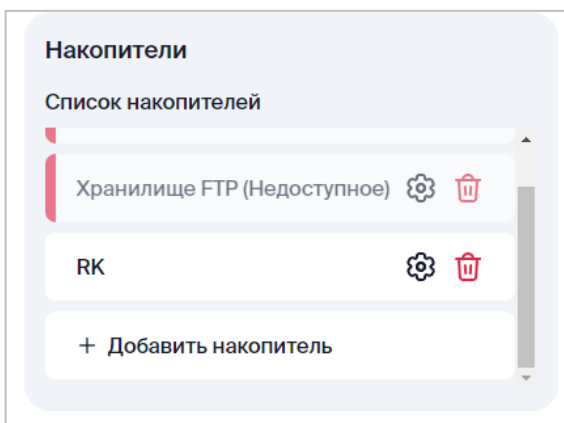 Накопители
Список накопителей
Хранилище FTP (Недоступное)
RK
+ Добавить накопитель